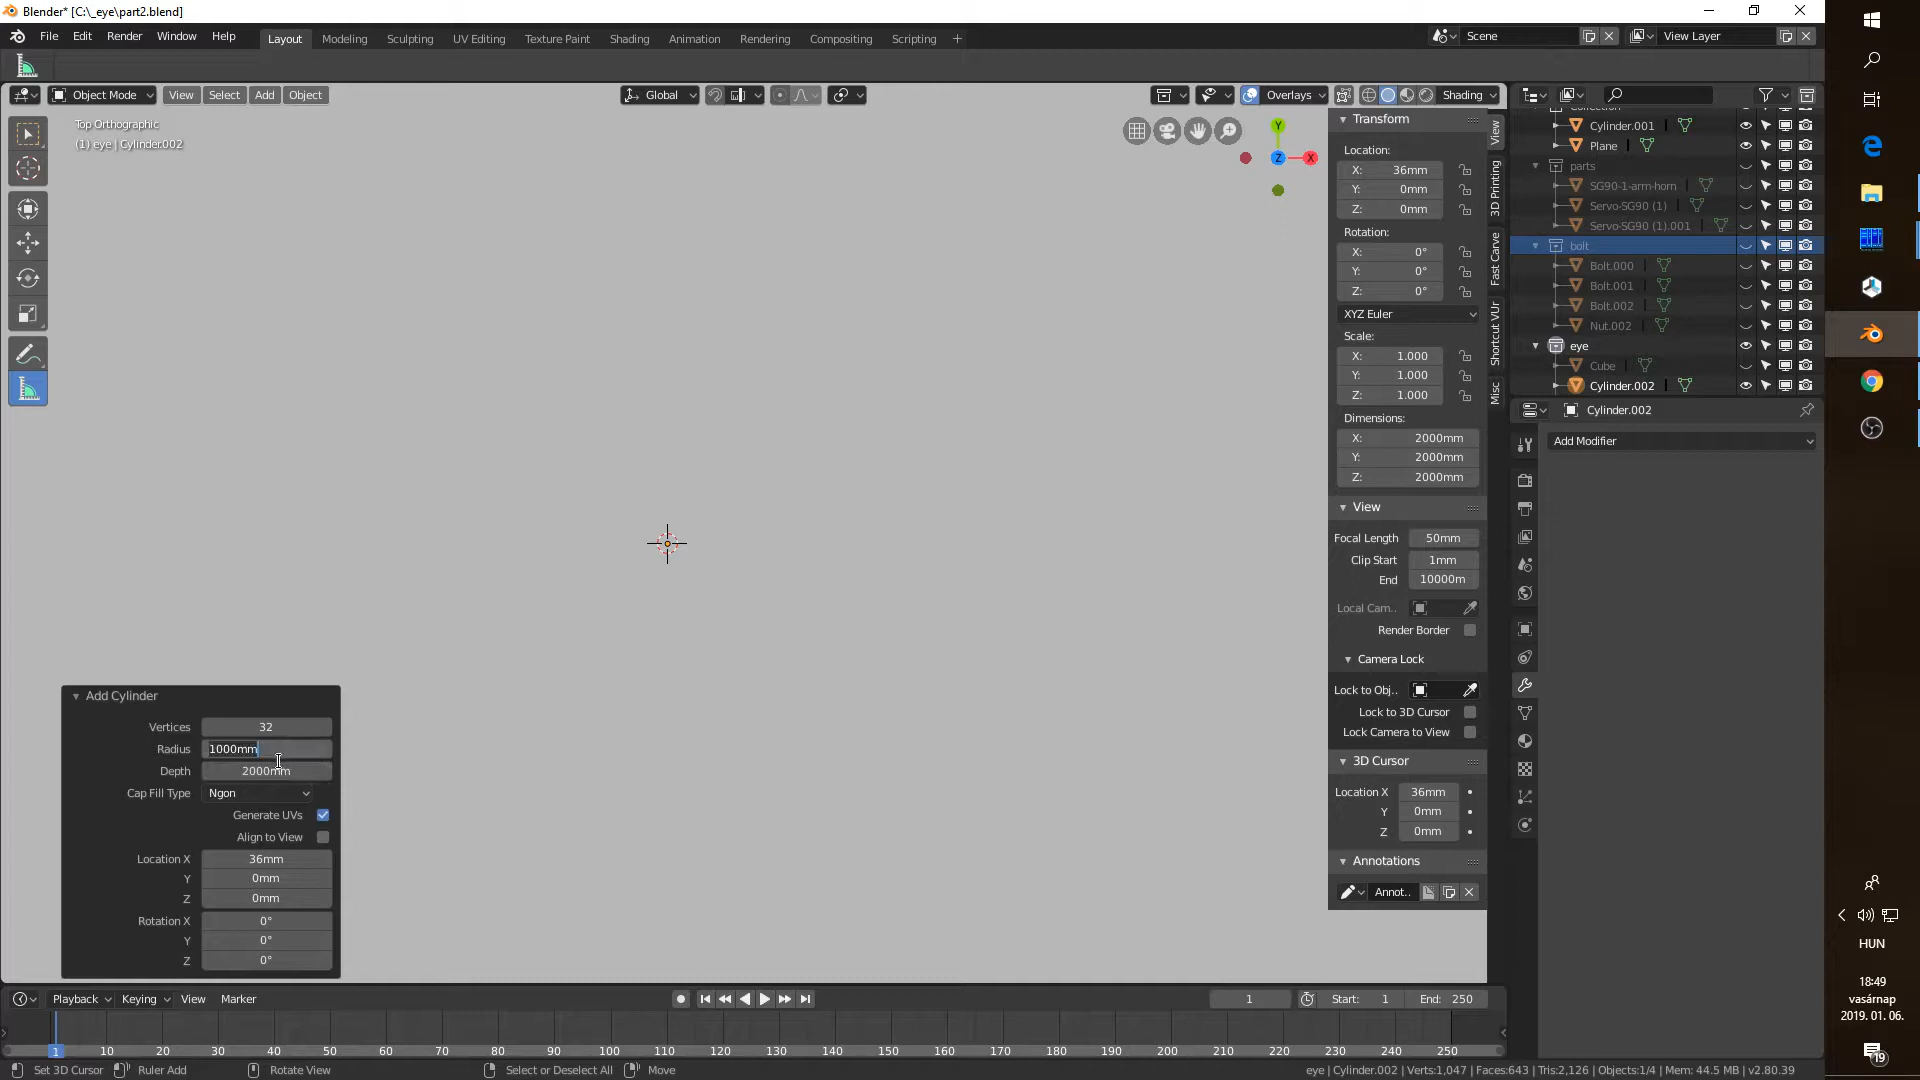 Blender* [C:\_eye\part2.blend]
File Edit Render Window Help
Layout Modeling Sculpting UV Editing Texture Paint Shading Animation Rendering Compositing Scripting +
Scene
View Layer
Object Mode View Select Add Object
Global
Overlays
Shading
Top Orthographic
(1) eye | Cylinder.002
Y
Z
X
Transform
Location:
X: 36mm
Y: 0mm
Z: 0mm
Rotation:
X: 0°
Y: 0°
Z: 0°
XYZ Euler
Scale:
X: 1.000
Y: 1.000
Z: 1.000
Dimensions:
X: 2000mm
Y: 2000mm
Z: 2000mm
View
Focal Length 50mm
Clip Start 1mm
End 10000m
Local Cam..
Render Border
Camera Lock
Lock to Obj..
Lock to 3D Cursor
Lock Camera to View
3D Cursor
Location X 36mm
Y 0mm
Z 0mm
Annotations
Annot..
View
3D Printing
Fast Carve
Shortcut VUr
Misc
Cylinder.001
Plane
parts
SG90-1-arm-horn
Servo-SG90 (1)
Servo-SG90 (1).001
bolt
Bolt.000
Bolt.001
Bolt.002
Nut.002
eye
Cube
Cylinder.002
Cylinder.002
Add Modifier
Add Cylinder
Vertices 32
Radius 1000mm
Depth 2000mm
Cap Fill Type Ngon
Generate UVs
Align to View
Location X 36mm
Y 0mm
Z 0mm
Rotation X 0°
Y 0°
Z 0°
Playback Keying View Marker
1
Start: 1
End: 250
1 10 20 30 40 50 60 70 80 90 100 110 120 130 140 150 160 170 180 190 200 210 220 230 240 250
Set 3D Cursor Ruler Add Rotate View Select or Deselect All Move
eye | Cylinder.002 | Verts:1,047 | Faces:643 | Tris:2,126 | Objects:1/4 | Mem: 44.5 MB | v2.80.39
HUN
18:49
vasárnap
2019. 01. 06.
19